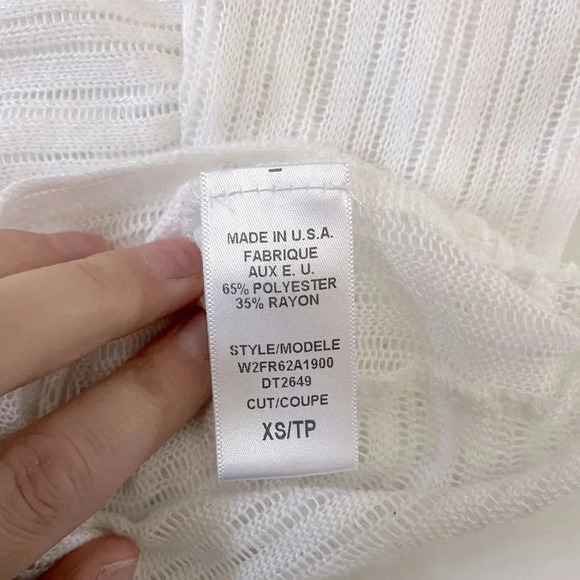 MADE IN U.S.A.
FABRIQUE
AUX E. U.
65% POLYESTER
35% RAYON
STYLE/MODELE
W2FR62A1900
DT2649
CUT/COUPE
XS/TP